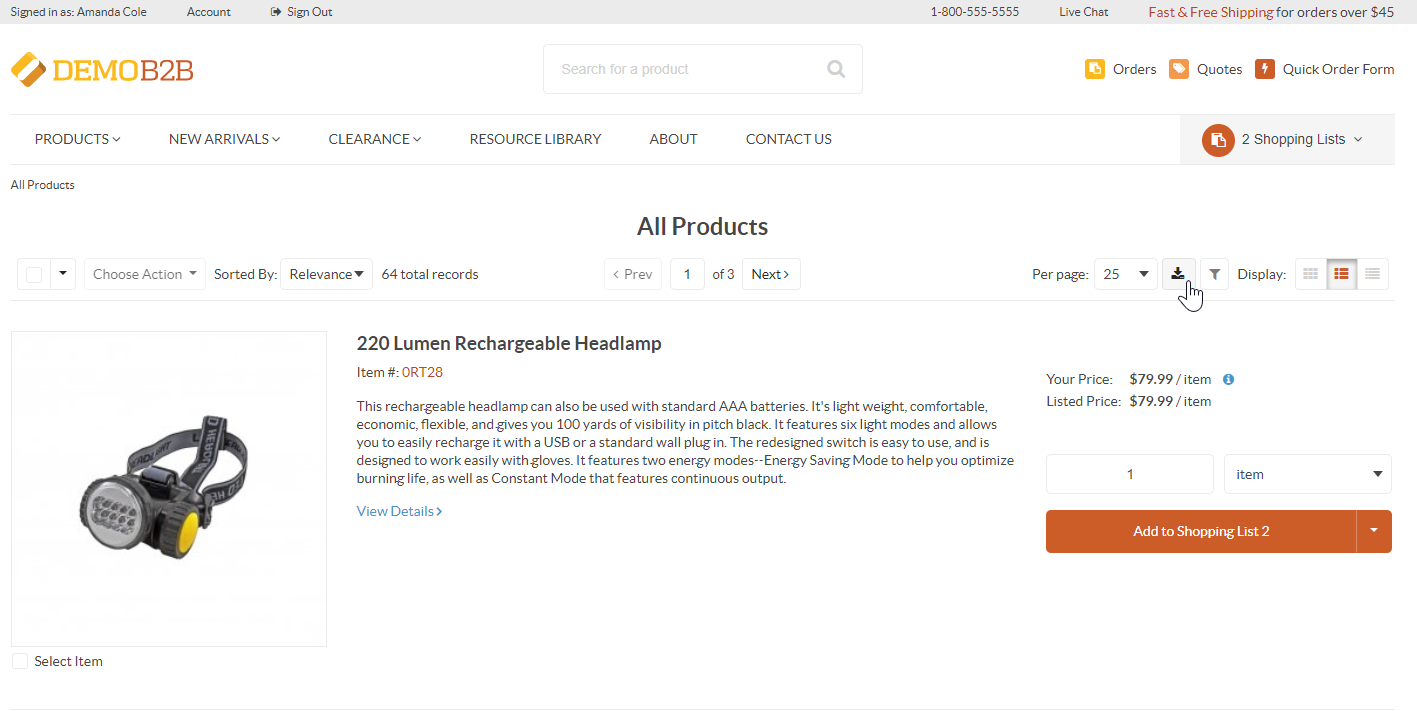 Signed in as: Amanda Cole Account Sign Out 1-800-555-5555 Live Chat Fast & Free Shipping for orders over $45
DEMOB2B Search for a product Orders Quotes Quick Order Form
PRODUCTS NEW ARRIVALS CLEARANCE RESOURCE LIBRARY ABOUT CONTACT US 2 Shopping Lists
All Products
All Products
Choose Action Sorted By: Relevance 64 total records < Prev 1 of 3 Next > Per page: 25 Display:
220 Lumen Rechargeable Headlamp
Item #: 0RT28
Your Price: $79.99 / item
Listed Price: $79.99 / item
This rechargeable headlamp can also be used with standard AAA batteries. It's light weight, comfortable,
economic, flexible, and gives you 100 yards of visibility in pitch black. It features six light modes and allows
you to easily recharge it with a USB or a standard wall plug in. The redesigned switch is easy to use, and is
designed to work easily with gloves. It features two energy modes--Energy Saving Mode to help you optimize
burning life, as well as Constant Mode that features continuous output.
1 item
View Details >
Add to Shopping List 2
Select Item